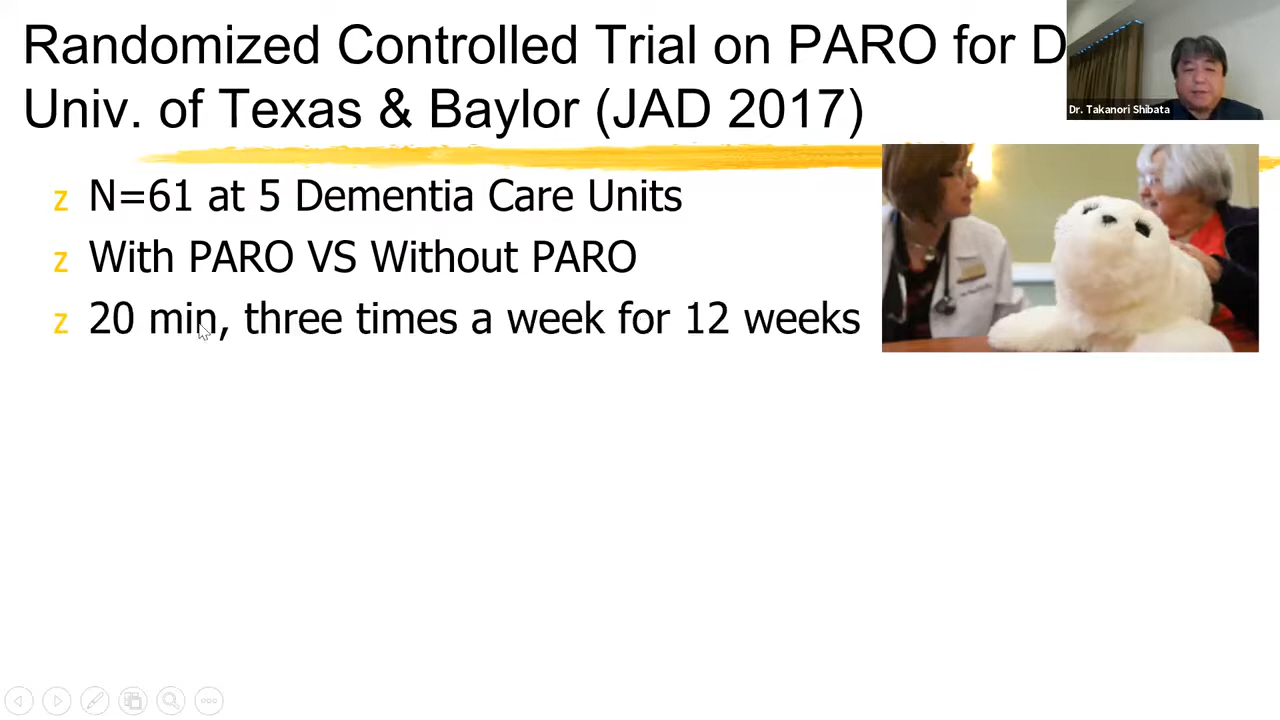 Randomized Controlled Trial on PARO for D
Univ. of Texas & Baylor (JAD 2017)
Dr. Takanori Shibata
z N=61 at 5 Dementia Care Units
z With PARO VS Without PARO
z 20 min, three times a week for 12 weeks